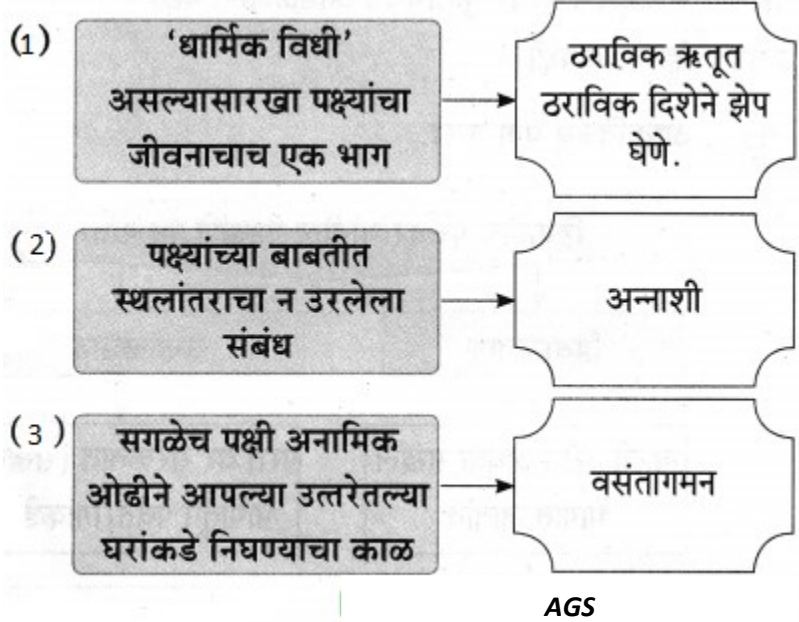 (1)
‘धार्मिक विधी’
असल्यासारखा पक्ष्यांचा
जीवनाचाच एक भाग
ठराविक ऋतूत
ठराविक दिशेने झेप
घेणे.
(2)
पक्ष्यांच्या बाबतीत
स्थलांतराचा न उरलेला
संबंध
अन्नाशी
(3)
सगळेच पक्षी अनामिक
ओढीने आपल्या उत्तरेतल्या
घरांकडे निघण्याचा काळ
वसंतागमन
AGS